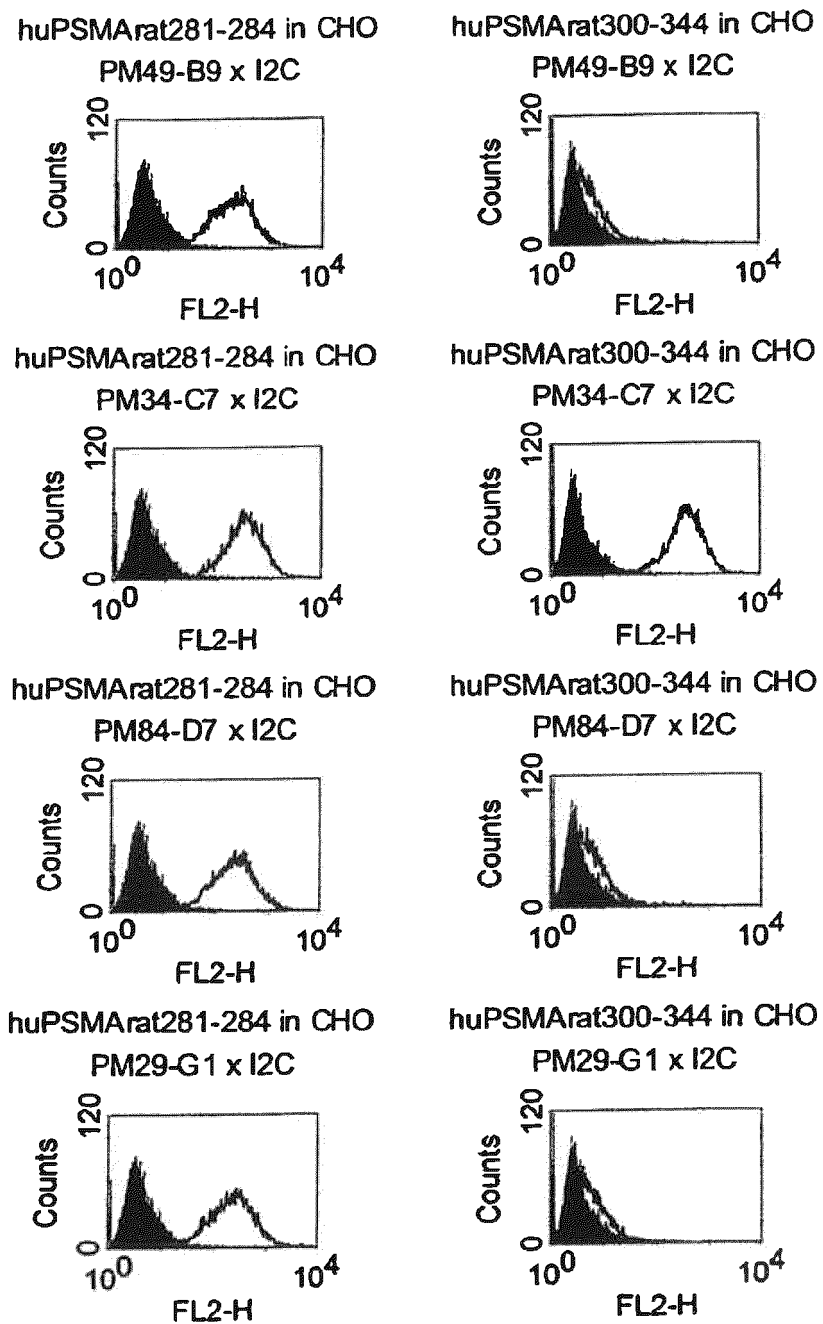 huPSMArat281-284 in CHO
PM49-B9 x I2C
120
Counts
0
10^0
10^4
FL2-H
huPSMArat300-344 in CHO
PM49-B9 x I2C
120
Counts
0
10^0
10^4
FL2-H
huPSMArat281-284 in CHO
PM34-C7 x I2C
120
Counts
0
10^0
10^4
FL2-H
huPSMArat300-344 in CHO
PM34-C7 x I2C
120
Counts
0
10^0
10^4
FL2-H
huPSMArat281-284 in CHO
PM84-D7 x I2C
120
Counts
0
10^0
10^4
FL2-H
huPSMArat300-344 in CHO
PM84-D7 x I2C
120
Counts
0
10^0
10^4
FL2-H
huPSMArat281-284 in CHO
PM29-G1 x I2C
120
Counts
0
10^0
10^4
FL2-H
huPSMArat300-344 in CHO
PM29-G1 x I2C
120
Counts
0
10^0
10^4
FL2-H